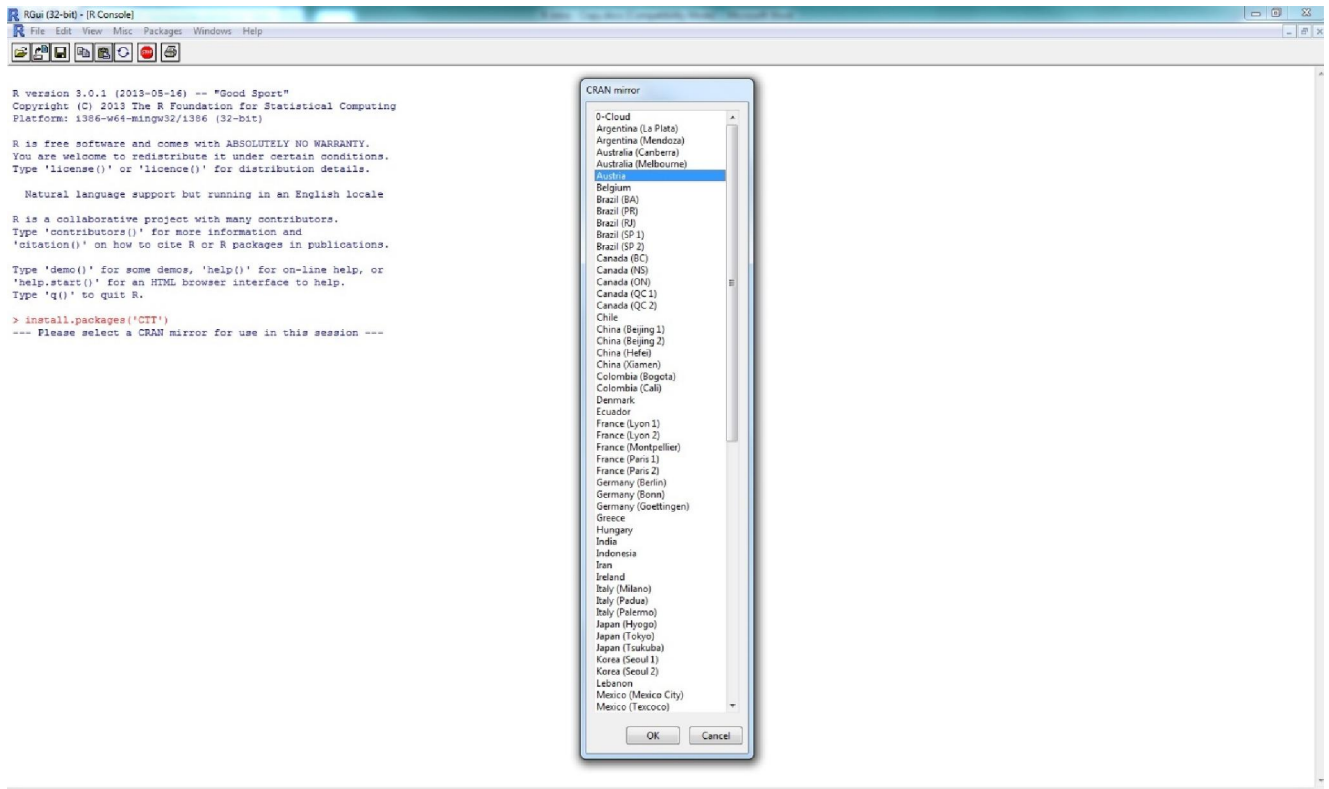 RGui (32-bit) - [R Console]
File Edit View Misc Packages Windows Help
STOP
R version 3.0.1 (2013-05-16) -- "Good Sport"
Copyright (C) 2013 The R Foundation for Statistical Computing
Platform: i386-w64-mingw32/i386 (32-bit)
R is free software and comes with ABSOLUTELY NO WARRANTY.
You are welcome to redistribute it under certain conditions.
Type 'license()' or 'licence()' for distribution details.
Natural language support but running in an English locale
R is a collaborative project with many contributors.
Type 'contributors()' for more information and
'citation()' on how to cite R or R packages in publications.
Type 'demo()' for some demos, 'help()' for on-line help, or
'help.start()' for an HTML browser interface to help.
Type 'q()' to quit R.
> install.packages('CTT')
--- Please select a CRAN mirror for use in this session ---
CRAN mirror
0-Cloud
Argentina (La Plata)
Argentina (Mendoza)
Australia (Canberra)
Australia (Melbourne)
Austria
Belgium
Brazil (BA)
Brazil (PR)
Brazil (RJ)
Brazil (SP 1)
Brazil (SP 2)
Canada (BC)
Canada (NS)
Canada (ON)
Canada (QC 1)
Canada (QC 2)
Chile
China (Beijing 1)
China (Beijing 2)
China (Hefei)
China (Xiamen)
Colombia (Bogota)
Colombia (Cali)
Denmark
Ecuador
France (Lyon 1)
France (Lyon 2)
France (Montpellier)
France (Paris 1)
France (Paris 2)
Germany (Berlin)
Germany (Bonn)
Germany (Goettingen)
Greece
Hungary
India
Indonesia
Iran
Ireland
Italy (Milano)
Italy (Padua)
Italy (Palermo)
Japan (Hyogo)
Japan (Tokyo)
Japan (Tsukuba)
Korea (Seoul 1)
Korea (Seoul 2)
Lebanon
Mexico (Mexico City)
Mexico (Texcoco)
OK Cancel